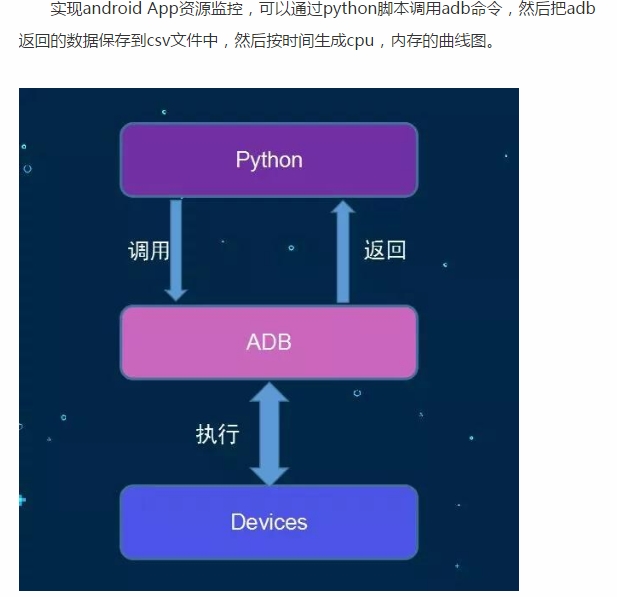 实现android App资源监控，可以通过python脚本调用adb命令，然后把adb
返回的数据保存到csv文件中，然后按时间生成cpu，内存的曲线图。
Python
调用
返回
ADB
执行
Devices